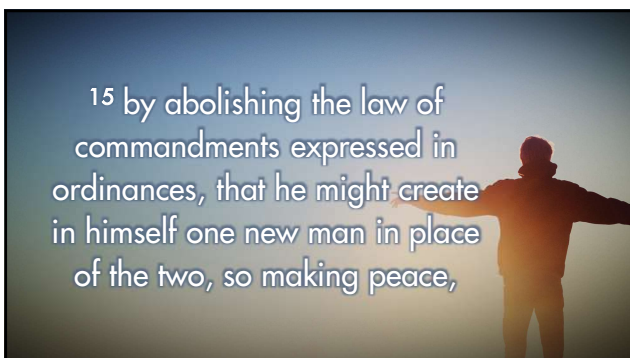 15 by abolishing the law of
commandments expressed in
ordinances, that he might create
in himself one new man in place
of the two, so making peace,